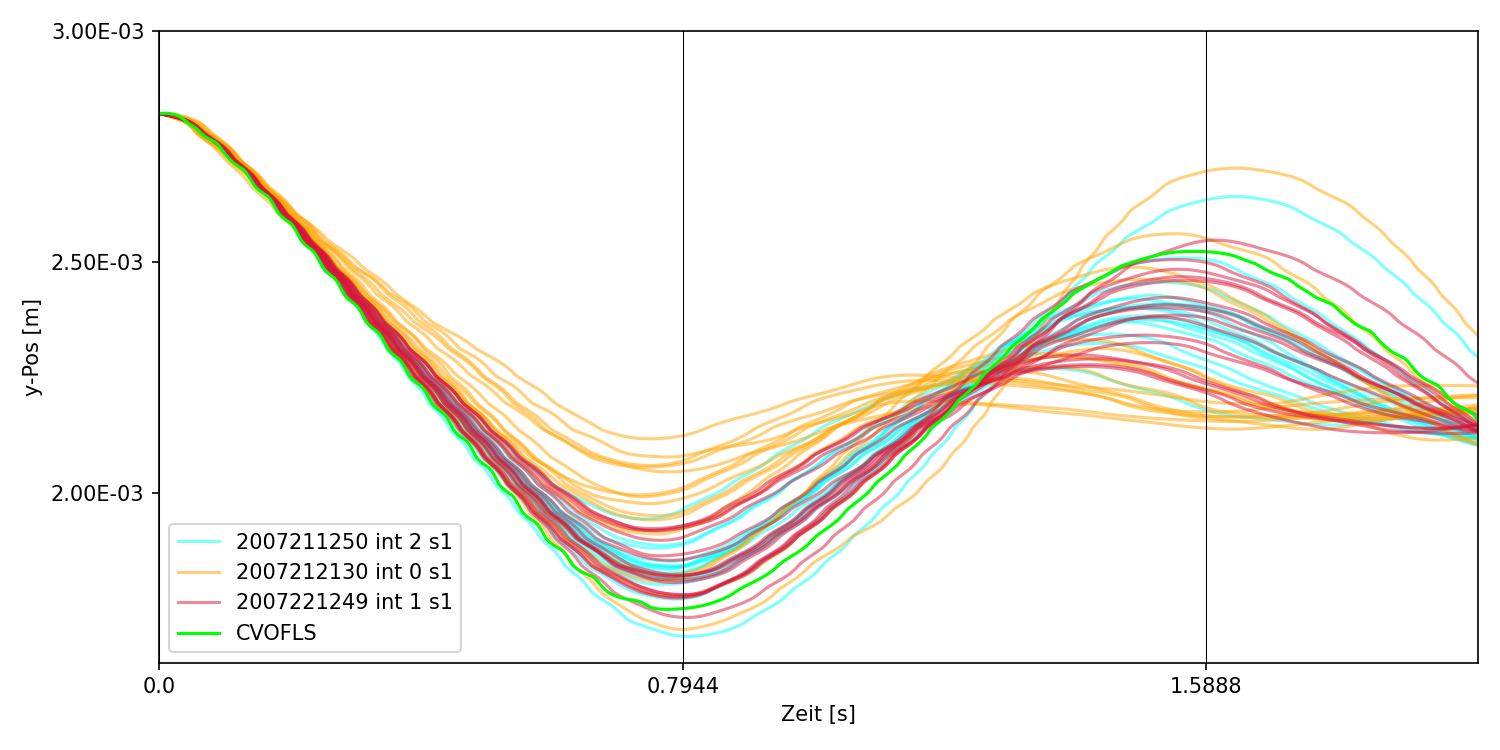 3.00E-03
2.50E-03
2.00E-03
y-Pos [m]
2007211250 int 2 s1
2007212130 int 0 s1
2007221249 int 1 s1
CVOFLS
0.0
0.7944
1.5888
Zeit [s]